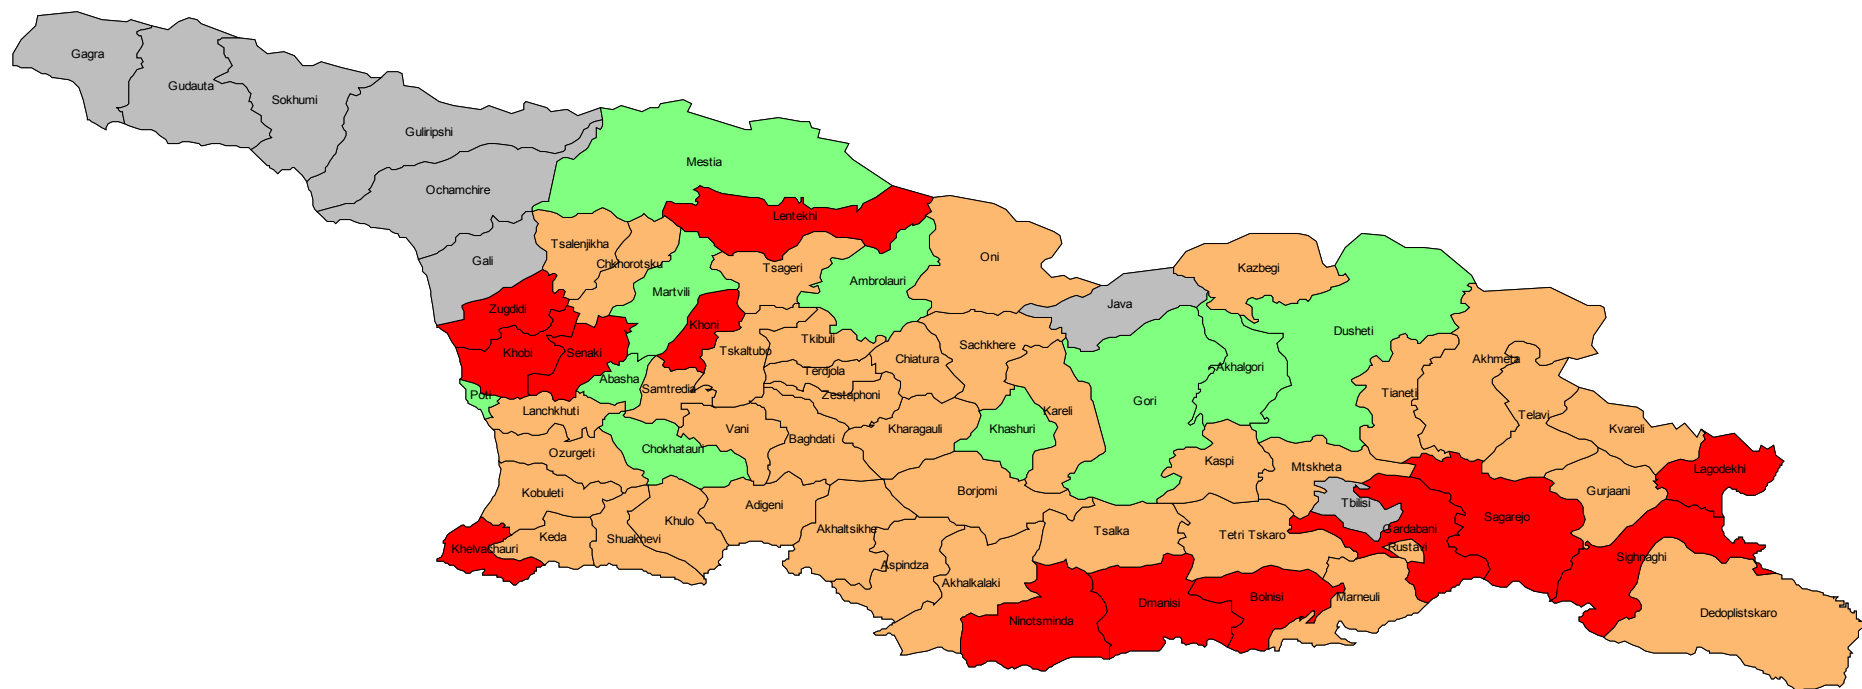 Gagra
Gudauta
Sokhumi
Guliripshi
Mestia
Ochamchire
Lentekhi
Tsalenjikha
Oni
Gali
Chkhorotsku
Tsageri
Kazbegi
Ambrolauri
Martvili
Java
Zugdidi
Khoni
Dusheti
Tkibuli
Sachkhere
Khobi
Senaki
Tskaltubo
Chiatura
Akhmeta
Akhalgori
Terdjola
Abasha
Samtredia
Poti
Zestaphoni
Tianeti
Gori
Lanchkhuti
Kareli
Telavi
Vani
Kharagauli
Khashuri
Kvareli
Baghdati
Chokhatauri
Ozurgeti
Kaspi
Mtskheta
Lagodekhi
Kobuleti
Borjomi
Gurjaani
Adigeni
Tbilisi
Khulo
Sagarejo
Akhaltsikhe
Tsalka
Gardabani
Keda
Shuakhevi
Tetri Tskaro
Khelvachauri
Rustavi
Sighnaghi
Aspindza
Akhalkalaki
Dmanisi
Bolnisi
Marneuli
Dedoplistskaro
Ninotsminda